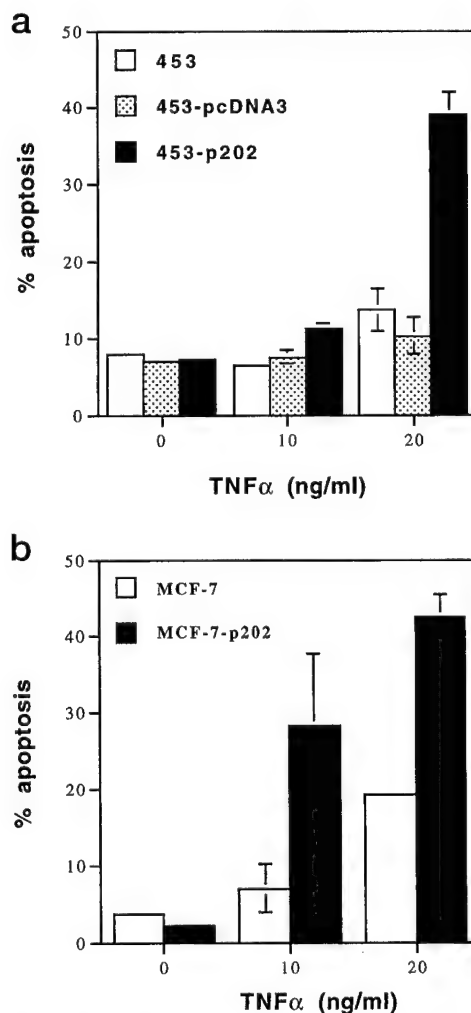 a
50
40
30
20
10
0
% apoptosis
453
453-pcDNA3
453-p202
0 10 20
TNFα (ng/ml)
b
50
40
30
20
10
0
% apoptosis
MCF-7
MCF-7-p202
0 10 20
TNFα (ng/ml)